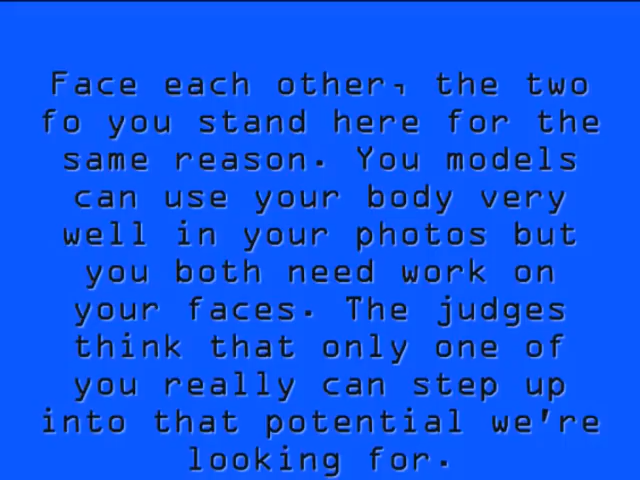 Face each other, the two
fo you stand here for the
same reason. You models
can use your body very
well in your photos but
you both need work on
your faces. The judges
think that only one of
you really can step up
into that potential we're
looking for.